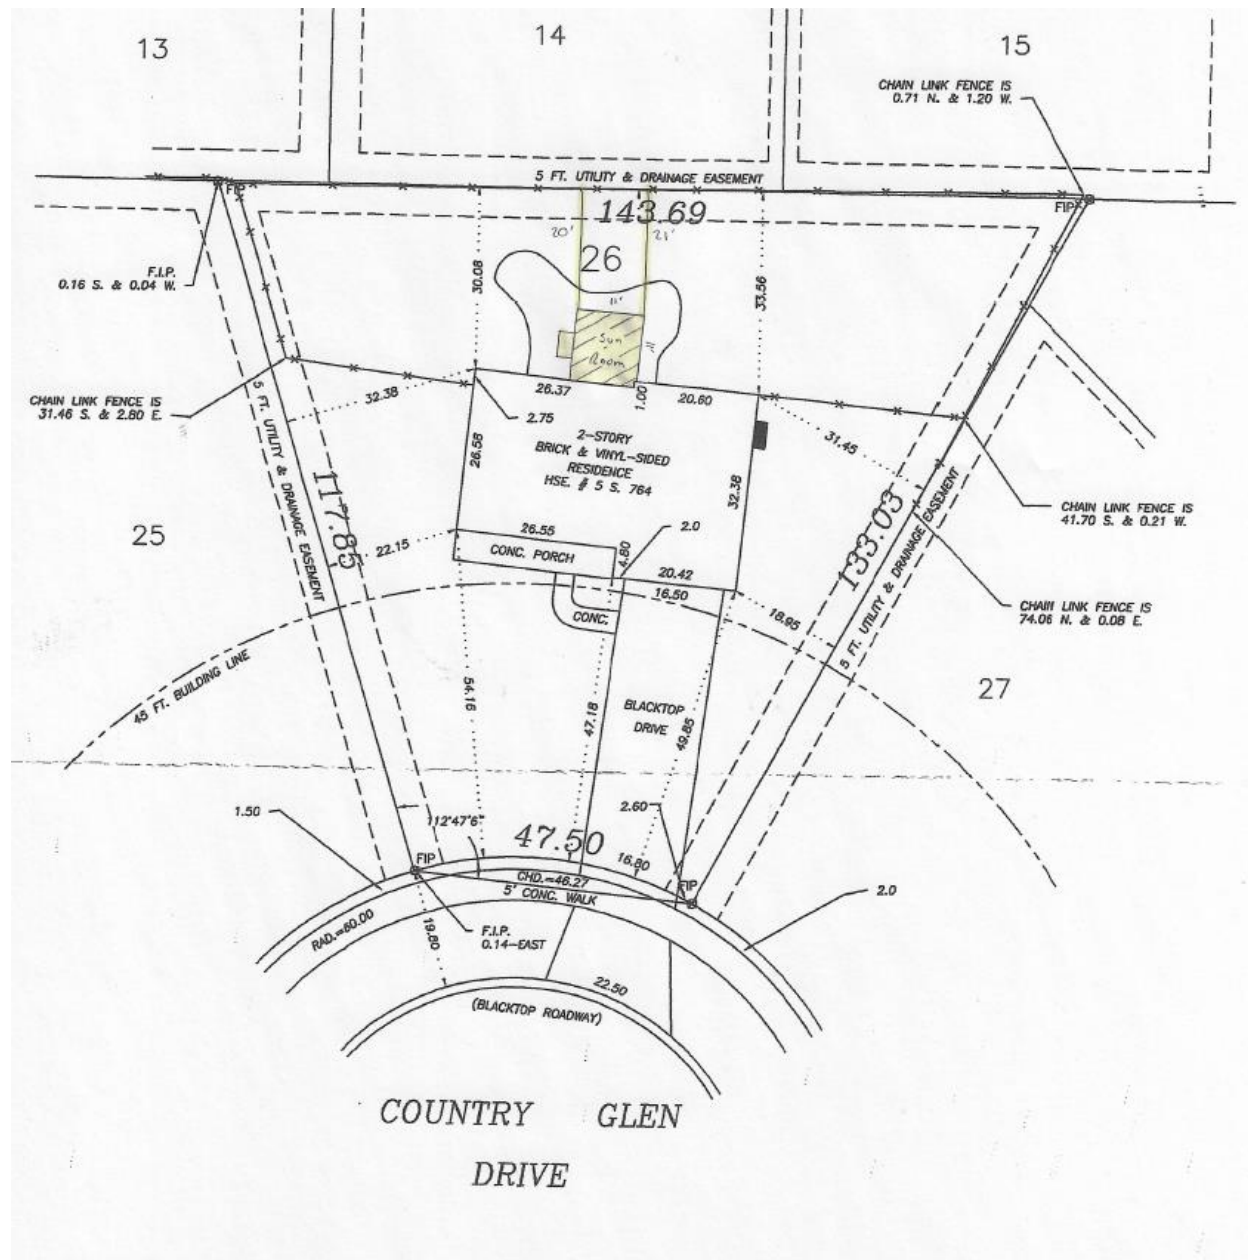 13
14
15
CHAIN LINK FENCE IS
0.71 N. & 1.20 W.
5 FT. UTILITY & DRAINAGE EASEMENT
FIP
FIP
143.69
20'
21'
26
F.I.P.
0.16 S. & 0.04 W.
30.08
33.56
11'
Sun
Room
CHAIN LINK FENCE IS
31.46 S. & 2.80 E.
32.38
26.37
1.00
20.60
2.75
31.45
2-STORY
BRICK & VINYL-SIDED
RESIDENCE
HSE. # 5 S. 764
26.58
32.38
5 FT. UTILITY & DRAINAGE EASEMENT
117.85
133.03
5 FT. UTILITY & DRAINAGE EASEMENT
CHAIN LINK FENCE IS
41.70 S. & 0.21 W.
25
26.55
2.0
22.15
CONC. PORCH
4.80
20.42
16.50
CONC.
18.95
CHAIN LINK FENCE IS
74.06 N. & 0.08 E.
27
45 FT. BUILDING LINE
54.16
47.18
BLACKTOP
DRIVE
49.85
1.50
112°47'6"
47.50
2.60
16.80
FIP
FIP
CHD.=46.27
5' CONC. WALK
2.0
RAD.=60.00
19.80
F.I.P.
0.14-EAST
22.50
(BLACKTOP ROADWAY)
COUNTRY GLEN
DRIVE